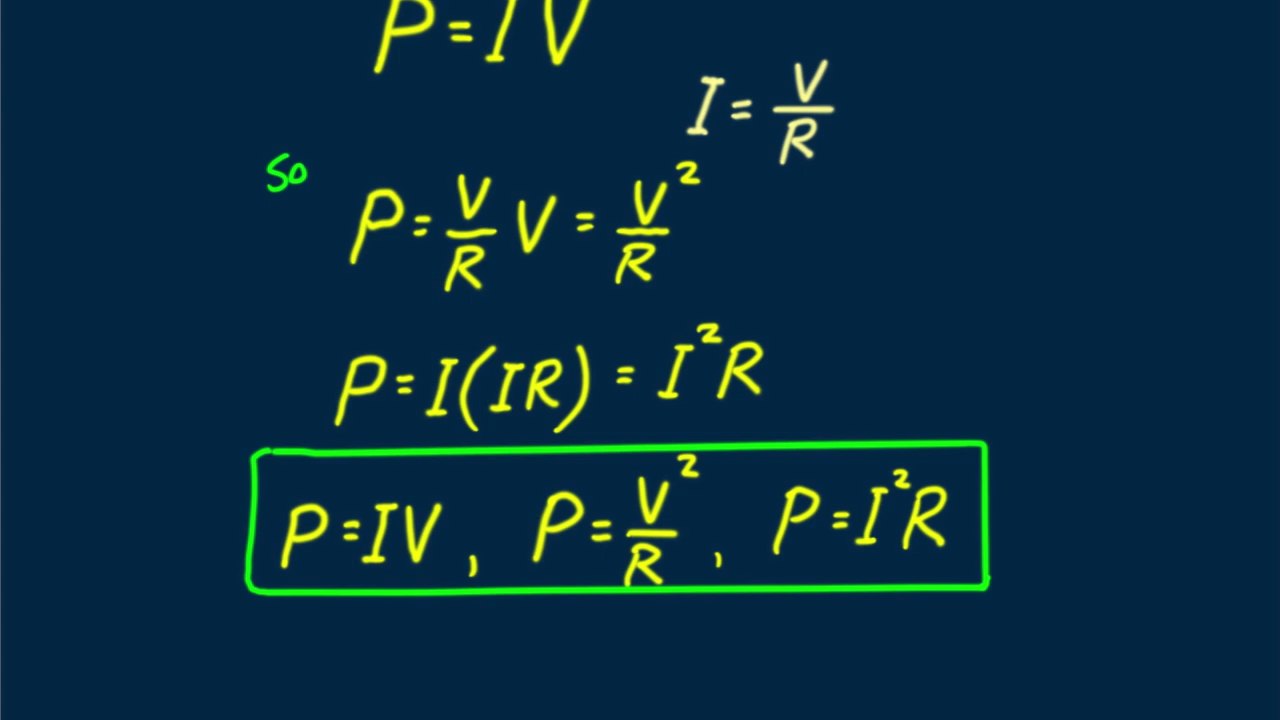 P = IV
I = V/R
So
P = V/R V = V²/R
P = I(IR) = I²R
P = IV, P = V²/R, P = I²R